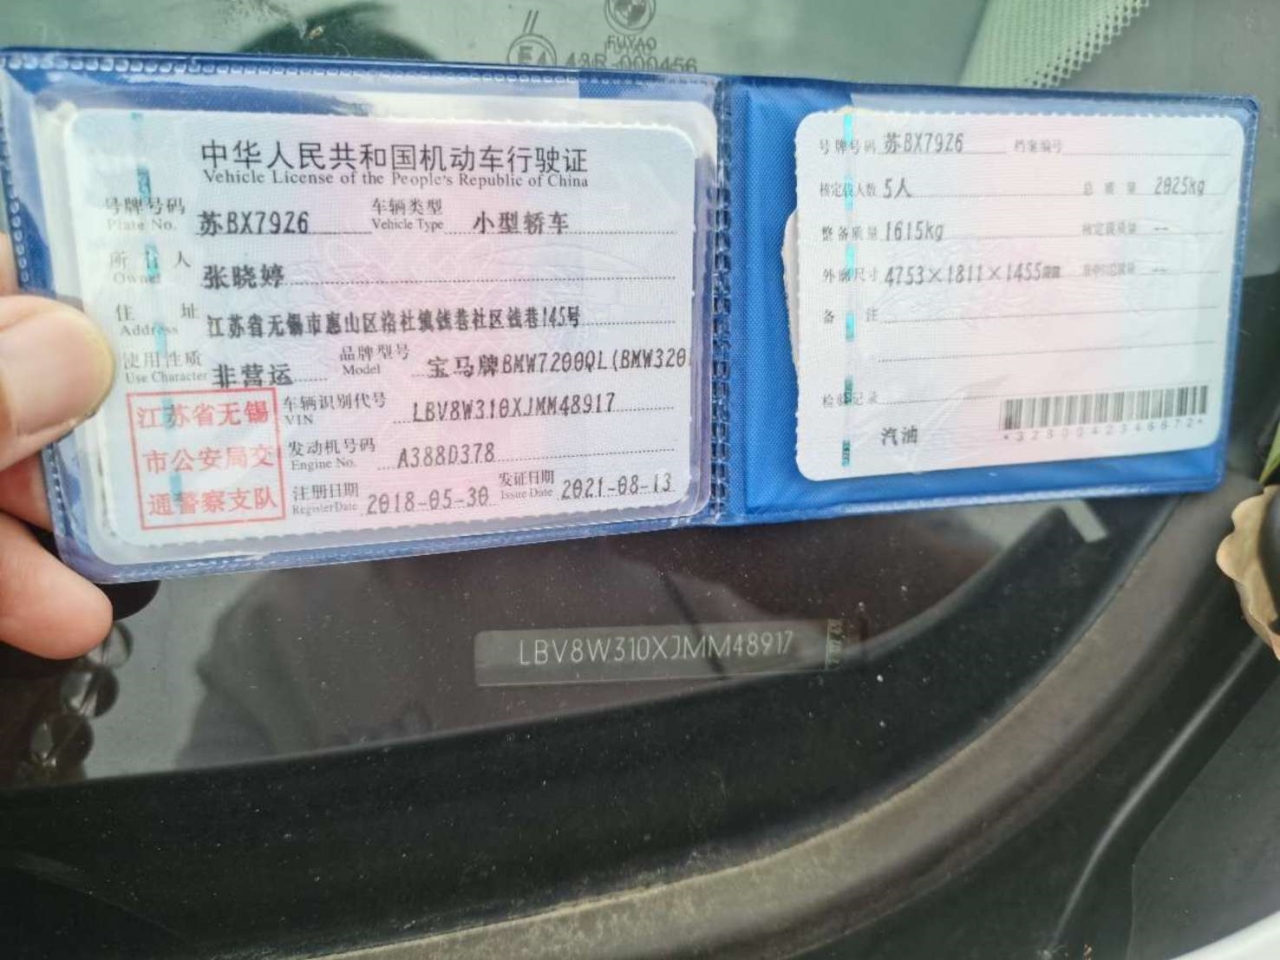 FUYAO
E4 43R-000456
中华人民共和国机动车行驶证
Vehicle License of the People's Republic of China
号牌号码 苏BX79Z6 车辆类型 小型轿车
Plate No. Vehicle Type
所有人 张晓婷
Owner
住址 江苏省无锡市惠山区洛社镇钱巷社区钱巷145号
Address
使用性质 非营运 品牌型号 宝马牌BMW7200QL(BMW320
Use Character Model
江苏省无锡
市公安局交
通警察支队
车辆识别代号 LBV8W310XJMM48917
VIN
发动机号码 A388D378
Engine No.
注册日期 2018-05-30 发证日期 2021-08-13
Register Date Issue Date
号牌号码 苏BX79Z6 档案编号
核定载人数 5人 总质量 2025kg
整备质量 1615kg 核定载质量 --
外廓尺寸 4753×1811×1455mm 准牵引总质量 --
备注
检验记录
汽油
LBV8W310XJMM48917